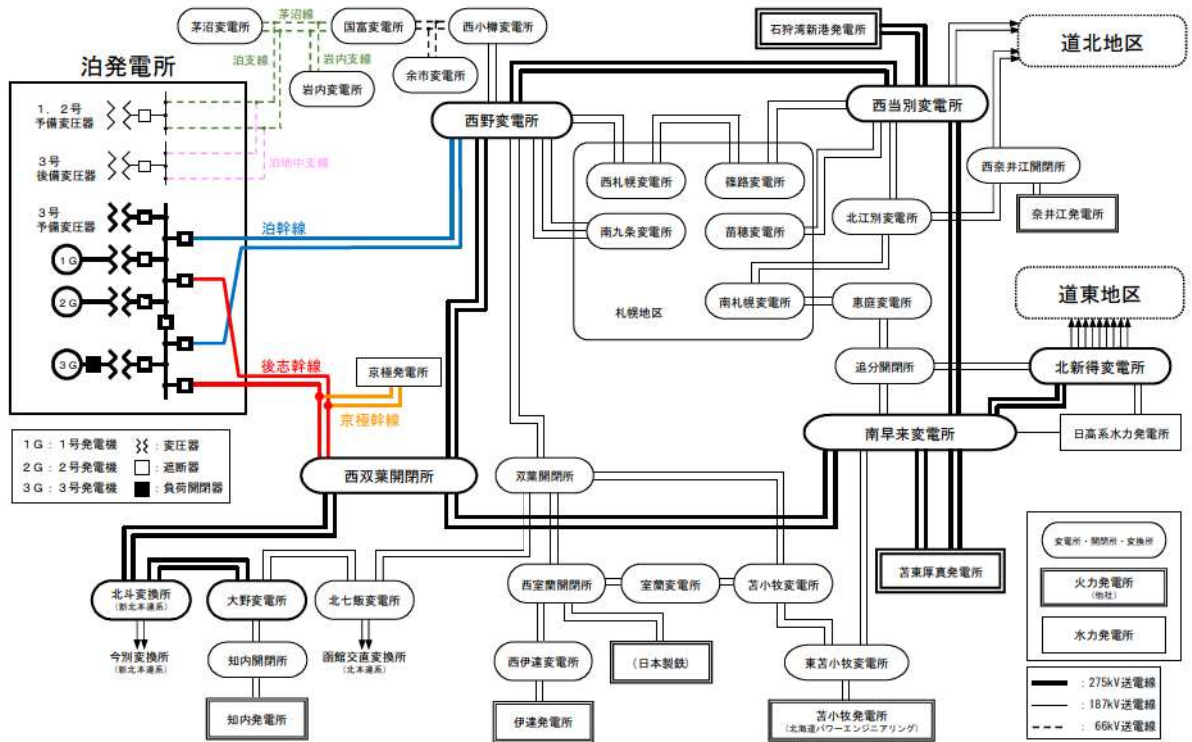 茅沼変電所
茅沼線
国富変電所
西小樽変電所
石狩湾新港発電所
道北地区
泊支線
岩内支線
岩内変電所
余市変電所
泊発電所
1,2号
予備変圧器
3号
後備変圧器
泊地中支線
3号
予備変圧器
1G
2G
3G
泊幹線
後志幹線
京極発電所
京極幹線
西野変電所
西当別変電所
西札幌変電所
篠路変電所
南九条変電所
苗穂変電所
南札幌変電所
札幌地区
北江別変電所
西奈井江開閉所
奈井江発電所
恵庭変電所
追分開閉所
道東地区
北新得変電所
南早来変電所
日高系水力発電所
1G:1号発電機
:変圧器
2G:2号発電機
:遮断器
3G:3号発電機
:負荷開閉器
西双葉開閉所
双葉開閉所
北斗変換所
(新北本連系)
大野変電所
北七飯変電所
西室蘭開閉所
室蘭変電所
苫小牧変電所
苫東厚真発電所
今別変換所
(新北本連系)
知内開閉所
函館交直変換所
(北本連系)
西伊達変電所
(日本製鉄)
東苫小牧変電所
知内発電所
伊達発電所
苫小牧発電所
(北海道パワーエンジニアリング)
変電所・開閉所・変換所
火力発電所
(他社)
水力発電所
:275kV送電線
:187kV送電線
:66kV送電線